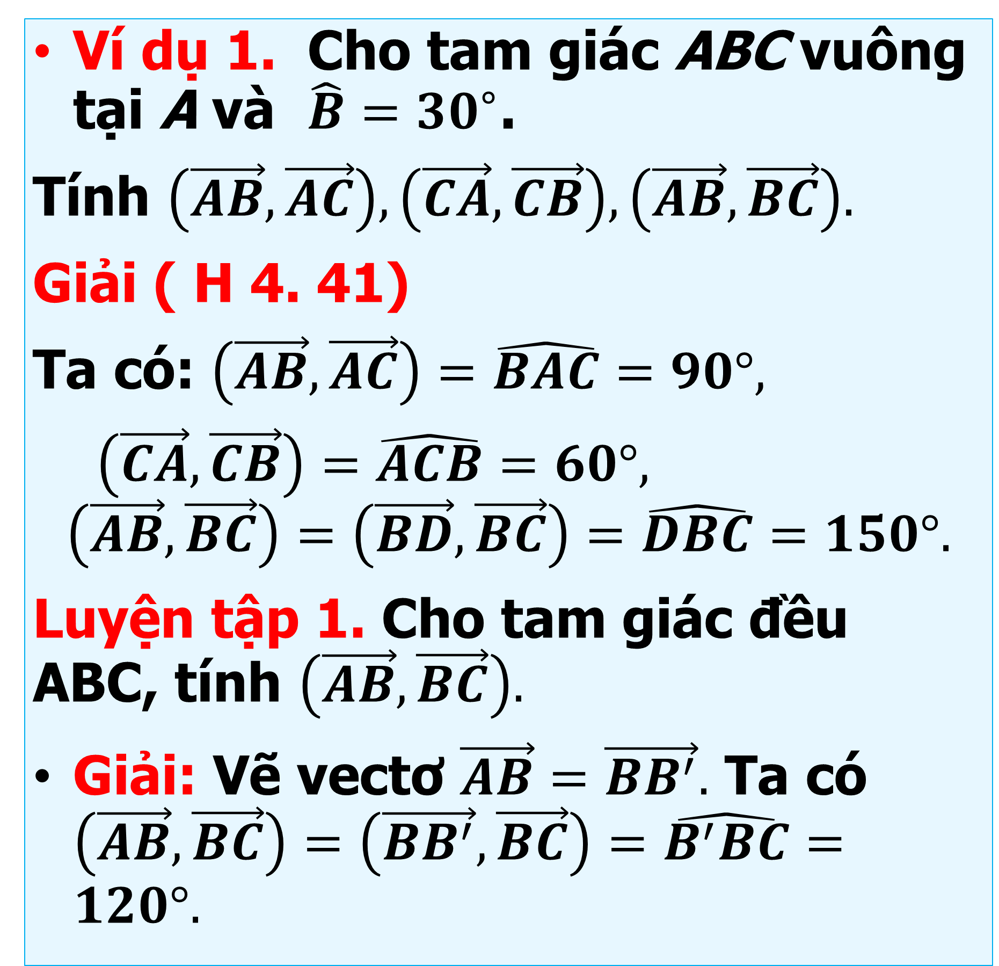 • Ví dụ 1. Cho tam giác ABC vuông
tại A và $\widehat{B} = 30°$.
Tính $(\overrightarrow{AB}, \overrightarrow{AC}), (\overrightarrow{CA}, \overrightarrow{CB}), (\overrightarrow{AB}, \overrightarrow{BC})$.
Giải ( H 4. 41)
Ta có: $(\overrightarrow{AB}, \overrightarrow{AC}) = \widehat{BAC} = 90°$,
$(\overrightarrow{CA}, \overrightarrow{CB}) = \widehat{ACB} = 60°$,
$(\overrightarrow{AB}, \overrightarrow{BC}) = (\overrightarrow{BD}, \overrightarrow{BC}) = \widehat{DBC} = 150°$.
Luyện tập 1. Cho tam giác đều
ABC, tính $(\overrightarrow{AB}, \overrightarrow{BC})$.
• Giải: Vẽ vectơ $\overrightarrow{AB} = \overrightarrow{BB'}$. Ta có
$(\overrightarrow{AB}, \overrightarrow{BC}) = (\overrightarrow{BB'}, \overrightarrow{BC}) = \widehat{B'BC} =$
$120°$.